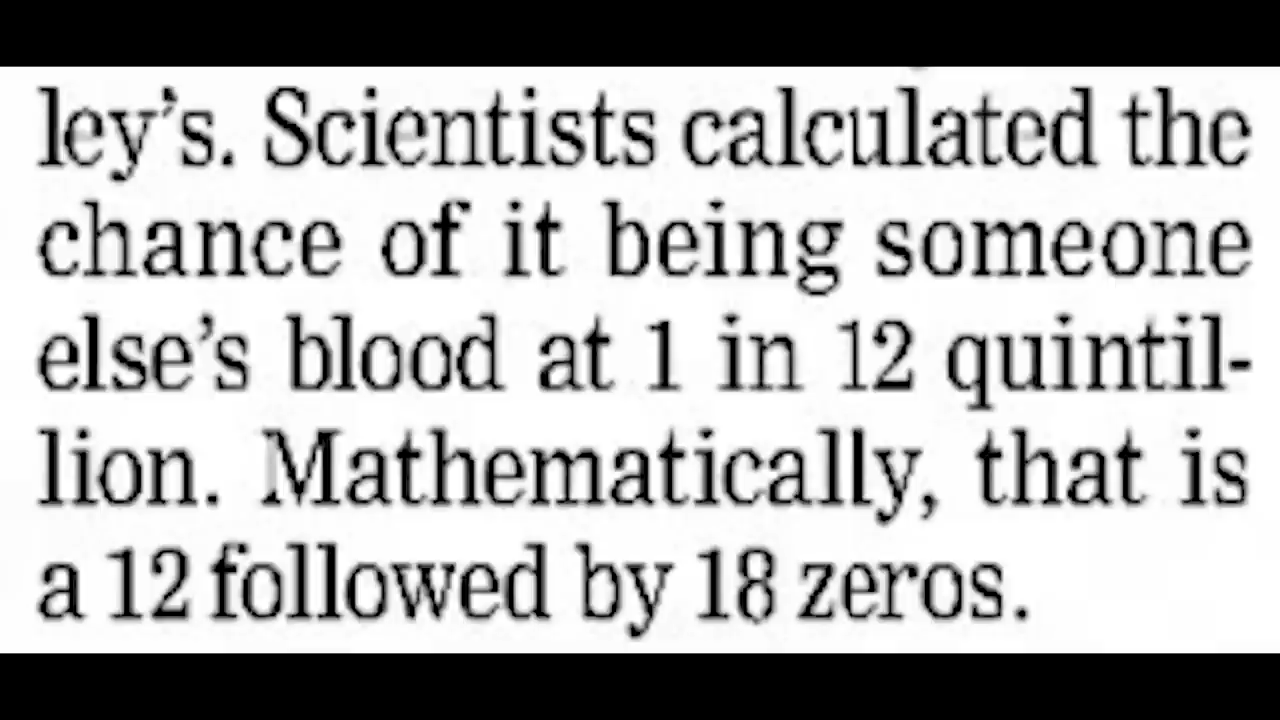 ley's. Scientists calculated the
chance of it being someone
else's blood at 1 in 12 quintil-
lion. Mathematically, that is
a 12 followed by 18 zeros.